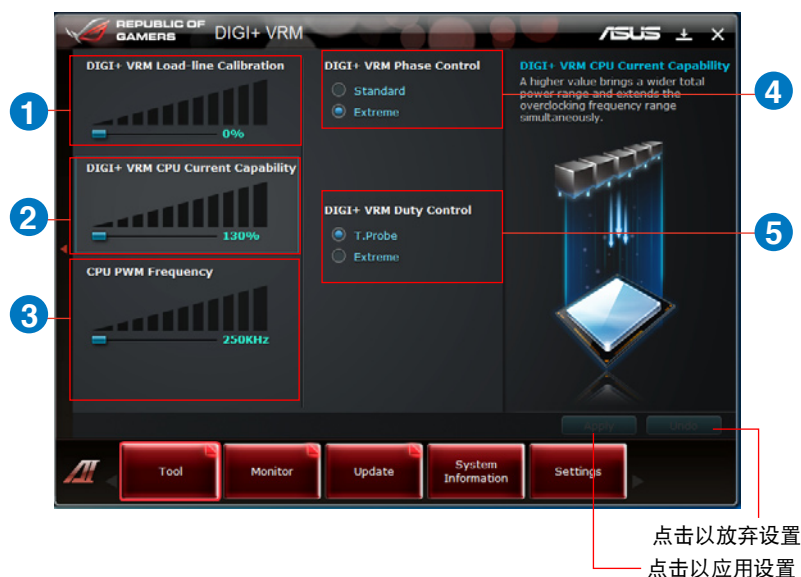 REPUBLIC OF
GAMERS
DIGI+ VRM
ASUS
DIGI+ VRM Load-line Calibration
0%
1
DIGI+ VRM CPU Current Capability
130%
2
CPU PWM Frequency
250KHz
3
DIGI+ VRM Phase Control
Standard
Extreme
4
DIGI+ VRM Duty Control
T.Probe
Extreme
5
DIGI+ VRM CPU Current Capability
A higher value brings a wider total
power range and extends the
overclocking frequency range
simultaneously.
Apply
Undo
AI
Tool
Monitor
Update
System
Information
Settings
点击以放弃设置
点击以应用设置